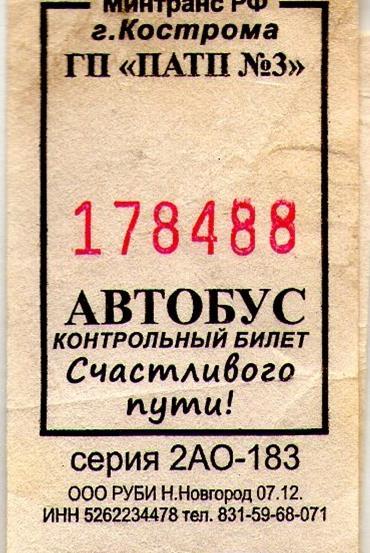 Минтранс РФ
г.Кострома
ГП «ПАТП №3»
178488
АВТОБУС
КОНТРОЛЬНЫЙ БИЛЕТ
Счастливого
пути!
серия 2АО-183
ООО РУБИ Н.Новгород 07.12.
ИНН 5262234478 тел. 831-59-68-071